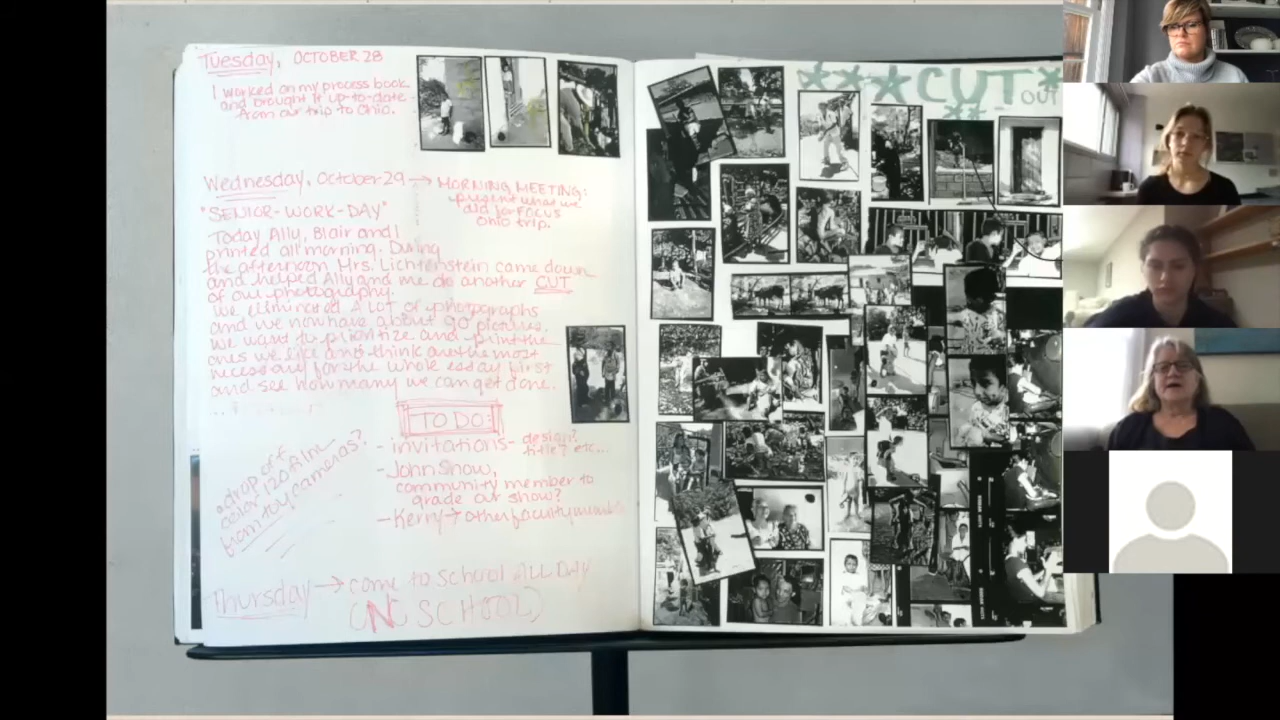 Tuesday, OCTOBER 28
I worked on my process book
and brought it up-to-date
from our trip to Ohio.
Wednesday, October 29 → MORNING MEETING:
present what we
did for FOCUS
Ohio trip.
"SENIOR-WORK-DAY"
Today Ally, Blair and I
printed all morning. During
the afternoon Mrs. Lichtenstein came down
and helped Ally and me do another CUT
of our photography.
We eliminated A LOT of photographs
and we now have about 90 pictures.
We want to prioritize and print the
ones we like and think are the most
necessary for the whole essay first
and see how many we can get done.
TO DO:
- invitations - design?
title? etc...
- John Snow,
community member to
grade our show?
- Kerry → other faculty
drop off
color 120 film
from toy cameras?
Thursday → come to school ALL DAY
(NO SCHOOL)
***CUT*
OUT
**